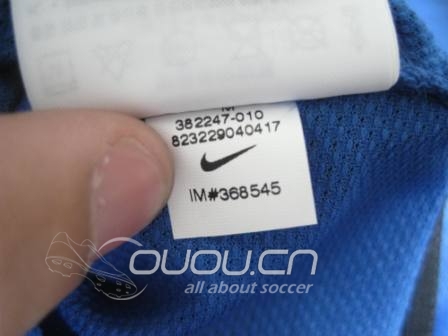 M
382247-010
823229040417
IM#368545
ouou.cn
all about soccer